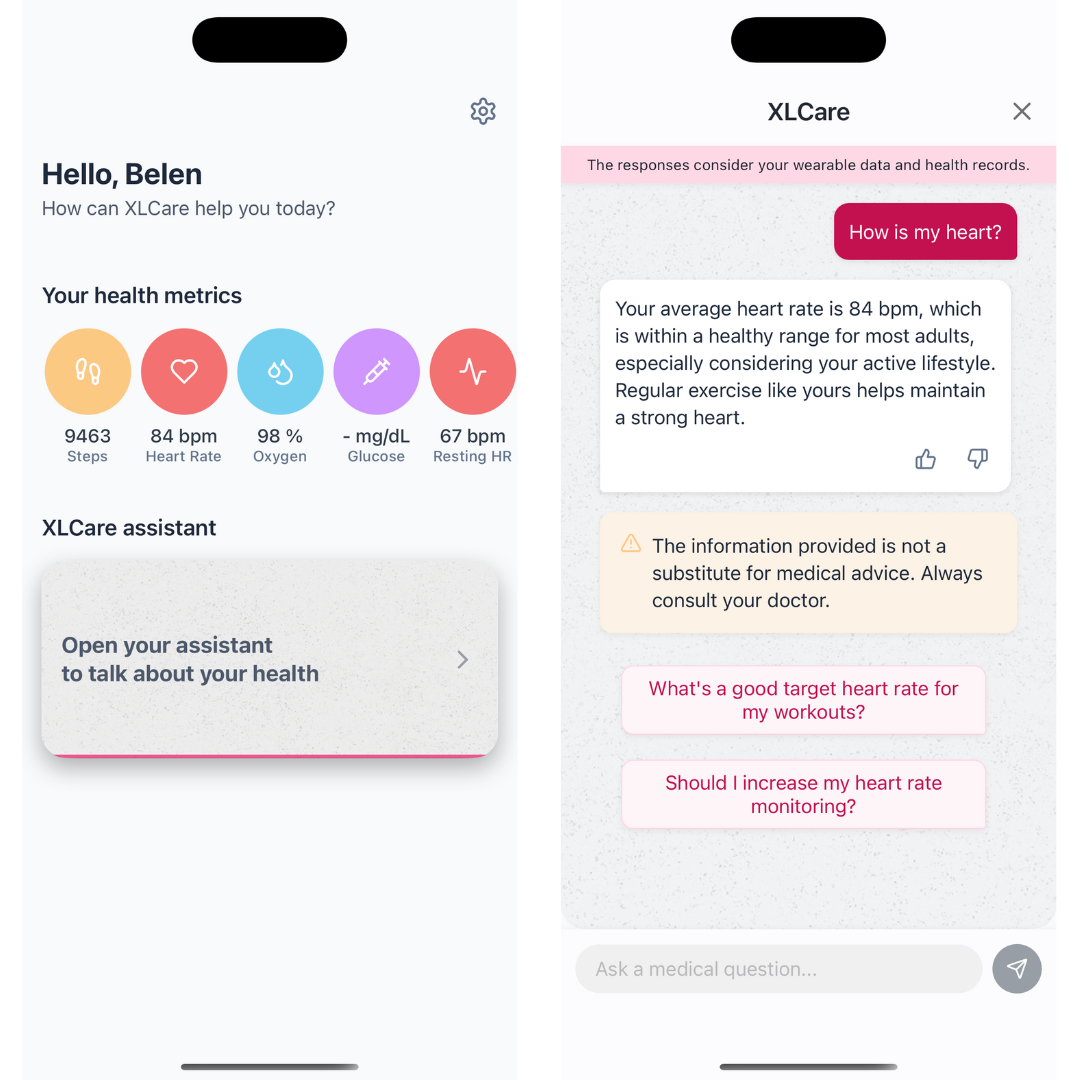 Hello, Belen
How can XLCare help you today?
Your health metrics
9463
Steps
84 bpm
Heart Rate
98 %
Oxygen
- mg/dL
Glucose
67 bpm
Resting HR
XLCare assistant
Open your assistant
to talk about your health
XLCare
The responses consider your wearable data and health records.
How is my heart?
Your average heart rate is 84 bpm, which
is within a healthy range for most adults,
especially considering your active lifestyle.
Regular exercise like yours helps maintain
a strong heart.
The information provided is not a
substitute for medical advice. Always
consult your doctor.
What's a good target heart rate for
my workouts?
Should I increase my heart rate
monitoring?
Ask a medical question...